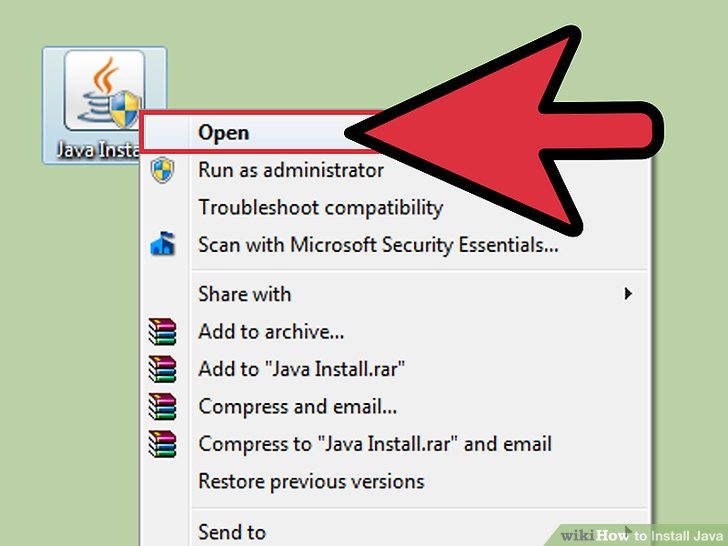 Java Insta
Open
Run as administrator
Troubleshoot compatibility
Scan with Microsoft Security Essentials...
Share with
Add to archive...
Add to "Java Install.rar"
Compress and email...
Compress to "Java Install.rar" and email
Restore previous versions
Send to
wikiHow to Install Java